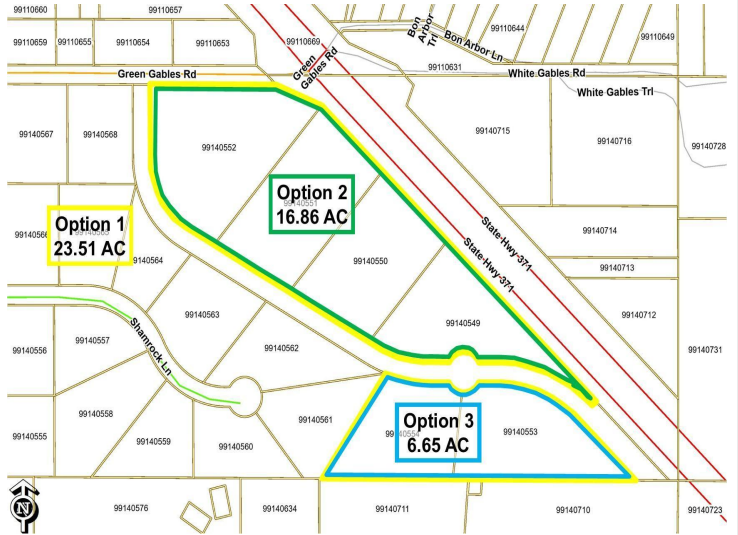 99110660
99110657
99110659
99110655
99110654
99110653
99110669
Green
Gables Rd
Bon
Arbor
Trl
99110644
Bon Arbor Ln
99110649
99110631
Green Gables Rd
White Gables Rd
White Gables Trl
99140567
99140568
99140552
99140715
99140716
99140728
Option 1
23.51 AC
Option 2
99140551
16.86 AC
99140566
99140564
99140550
State Hwy 371
State Hwy 371
99140714
99140713
99140563
99140549
99140712
99140731
99140556
99140557
Shamrock Ln
99140562
99140558
99140561
Option 3
6.65 AC
99140554
99140553
99140555
99140559
99140560
N
99140576
99140634
99140711
99140710
99140723